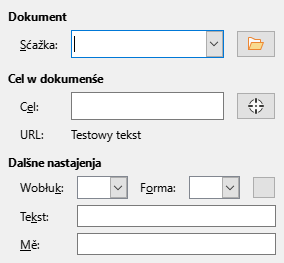 Dokument
Sćažka:
Cel w dokumenśe
Cel:
URL: Testowy tekst
Dalšne nastajenja
Wobłuk: Forma:
Tekst:
Mě: